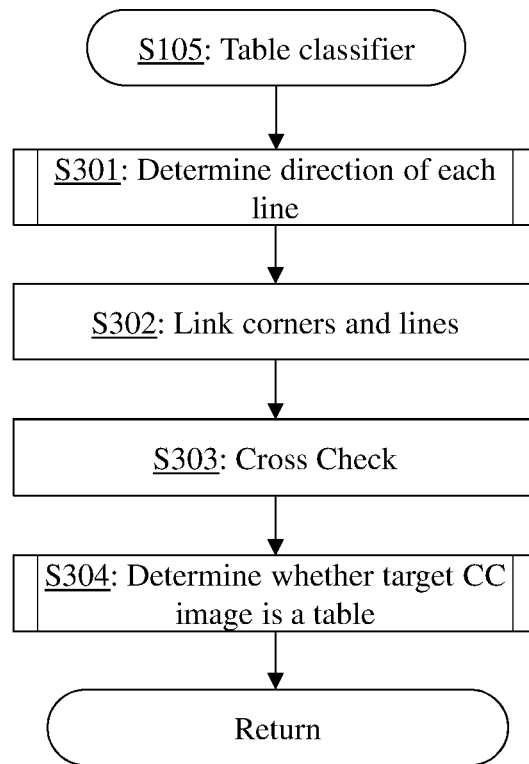 S105: Table classifier
S301: Determine direction of each
line
S302: Link corners and lines
S303: Cross Check
S304: Determine whether target CC
image is a table
Return